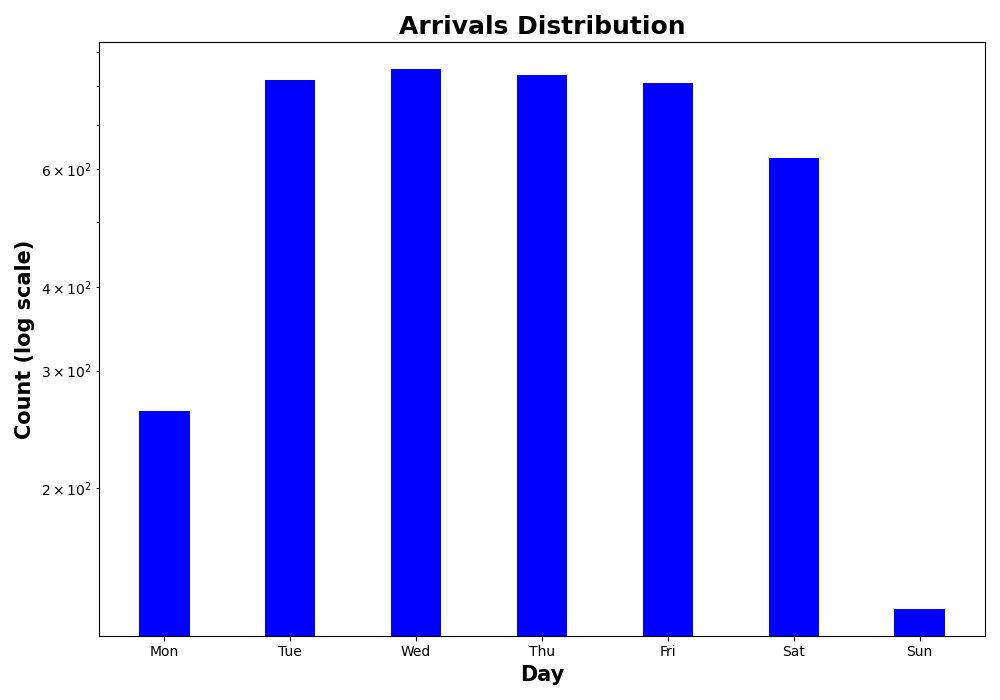 Arrivals Distribution
Count (log scale)
6 × 10²
4 × 10²
3 × 10²
2 × 10²
Mon Tue Wed Thu Fri Sat Sun
Day